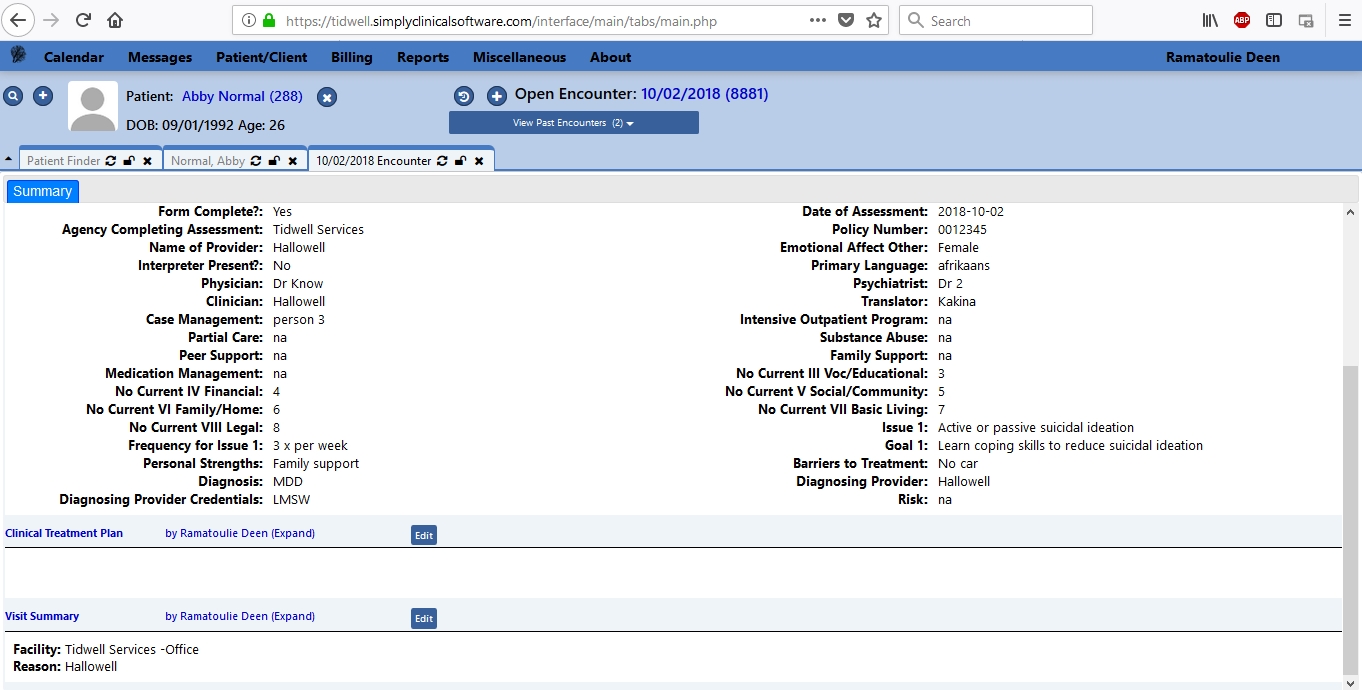 https://tidwell.simplyclinicalsoftware.com/interface/main/tabs/main.php
Search
ABP
Calendar Messages Patient/Client Billing Reports Miscellaneous About Ramatoulie Deen
Patient: Abby Normal (288)
DOB: 09/01/1992 Age: 26
Open Encounter: 10/02/2018 (8881)
View Past Encounters (2)
Patient Finder Normal, Abby 10/02/2018 Encounter
Summary
Form Complete?: Yes Date of Assessment: 2018-10-02
Agency Completing Assessment: Tidwell Services Policy Number: 0012345
Name of Provider: Hallowell Emotional Affect Other: Female
Interpreter Present?: No Primary Language: afrikaans
Physician: Dr Know Psychiatrist: Dr 2
Clinician: Hallowell Translator: Kakina
Case Management: person 3 Intensive Outpatient Program: na
Partial Care: na Substance Abuse: na
Peer Support: na Family Support: na
Medication Management: na No Current III Voc/Educational: 3
No Current IV Financial: 4 No Current V Social/Community: 5
No Current VI Family/Home: 6 No Current VII Basic Living: 7
No Current VIII Legal: 8 Issue 1: Active or passive suicidal ideation
Frequency for Issue 1: 3 x per week Goal 1: Learn coping skills to reduce suicidal ideation
Personal Strengths: Family support Barriers to Treatment: No car
Diagnosis: MDD Diagnosing Provider: Hallowell
Diagnosing Provider Credentials: LMSW Risk: na
Clinical Treatment Plan by Ramatoulie Deen (Expand) Edit
Visit Summary by Ramatoulie Deen (Expand) Edit
Facility: Tidwell Services -Office
Reason: Hallowell